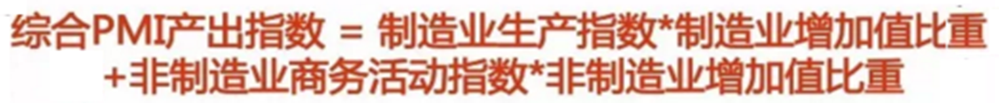 综合PMI产出指数 = 制造业生产指数*制造业增加值比重
+非制造业商务活动指数*非制造业增加值比重